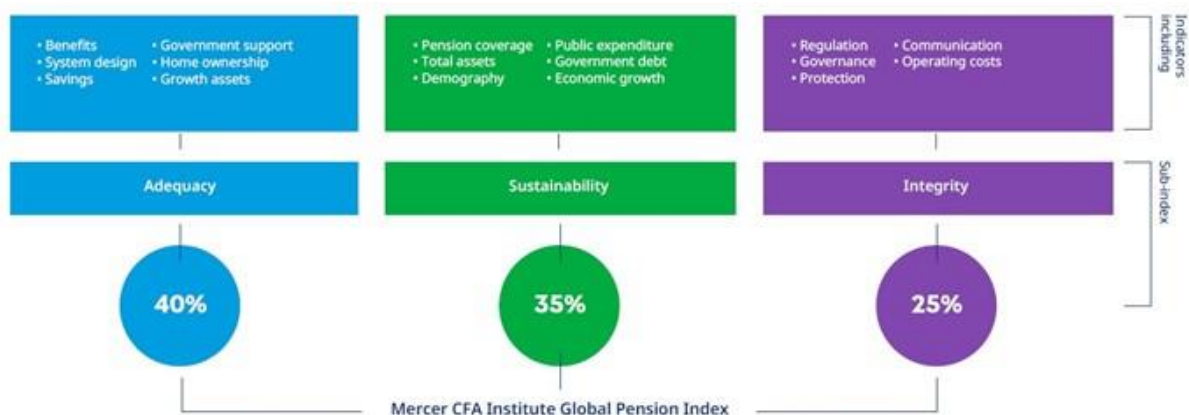 • Benefits
• System design
• Savings
• Government support
• Home ownership
• Growth assets
• Pension coverage
• Total assets
• Demography
• Public expenditure
• Government debt
• Economic growth
• Regulation
• Governance
• Protection
• Communication
• Operating costs
Indicators
including
Adequacy
Sustainability
Integrity
Sub-index
40%
35%
25%
Mercer CFA Institute Global Pension Index